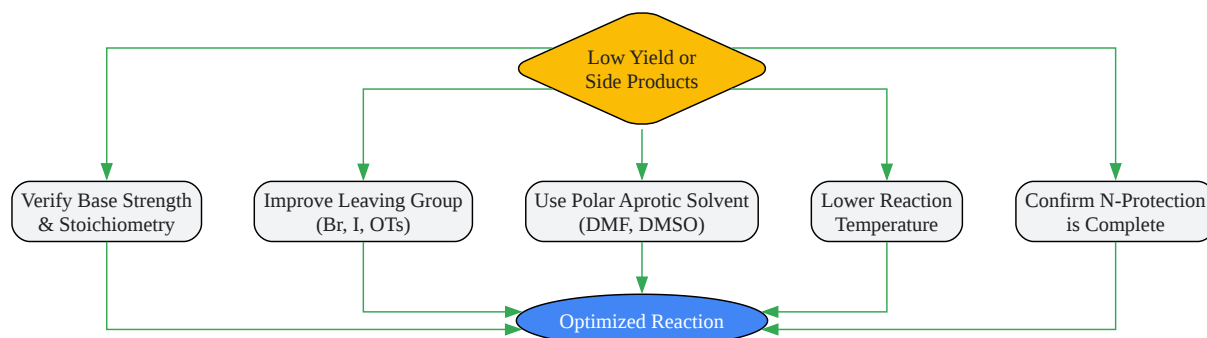 Low Yield or
Side Products
Verify Base Strength
& Stoichiometry
Improve Leaving Group
(Br, I, OTs)
Use Polar Aprotic Solvent
(DMF, DMSO)
Lower Reaction
Temperature
Confirm N-Protection
is Complete
Optimized Reaction